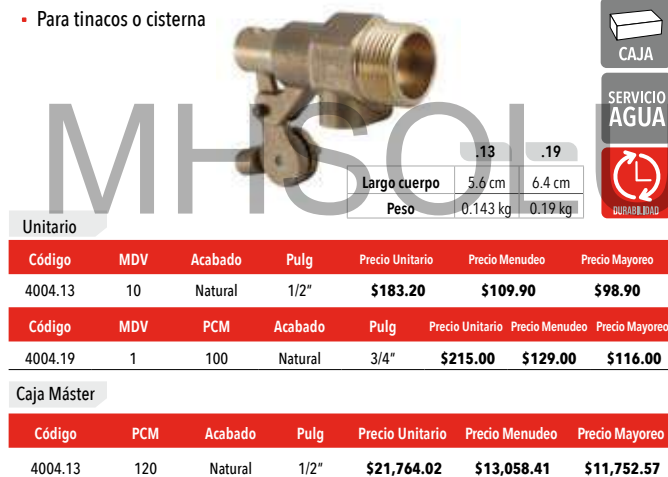 ▪ Para tinacos o cisterna
CAJA
SERVICIO
AGUA
DURABILIDAD
MHSOLU
.13 .19
Largo cuerpo 5.6 cm 6.4 cm
Peso 0.143 kg 0.19 kg
Unitario
Código MDV Acabado Pulg Precio Unitario Precio Menudeo Precio Mayoreo
4004.13 10 Natural 1/2" $183.20 $109.90 $98.90
Código MDV PCM Acabado Pulg Precio Unitario Precio Menudeo Precio Mayoreo
4004.19 1 100 Natural 3/4" $215.00 $129.00 $116.00
Caja Máster
Código PCM Acabado Pulg Precio Unitario Precio Menudeo Precio Mayoreo
4004.13 120 Natural 1/2" $21,764.02 $13,058.41 $11,752.57